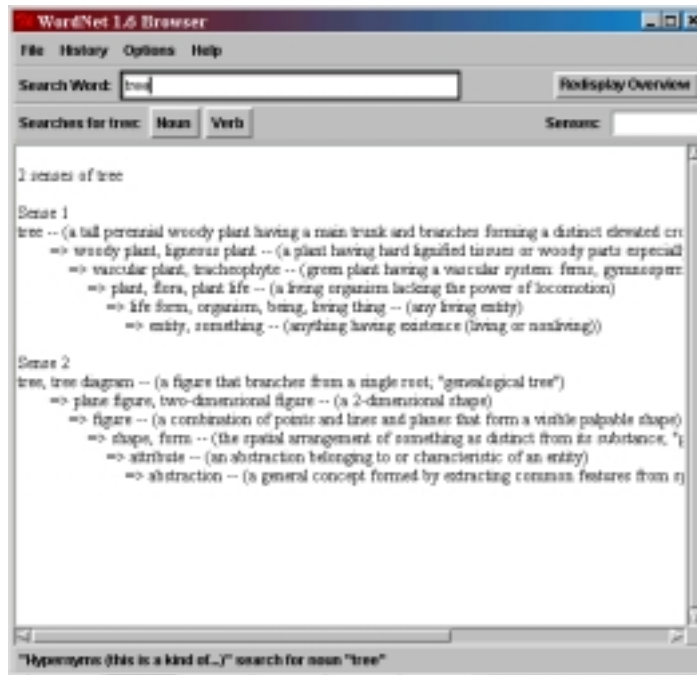 WordNet 1.6 Browser
File History Options Help
Search Word: tree Redisplay Overview
Searches for tree: Noun Verb Senses:
2 senses of tree
Sense 1
tree -- (a tall perennial woody plant having a main trunk and branches forming a distinct elevated cro
=> woody plant, ligneous plant -- (a plant having hard lignified tissues or woody parts especiall
=> vascular plant, tracheophyte -- (green plant having a vascular system: ferns, gymnosperm
=> plant, flora, plant life -- (a living organism lacking the power of locomotion)
=> life form, organism, being, living thing -- (any living entity)
=> entity, something -- (anything having existence (living or nonliving))
Sense 2
tree, tree diagram -- (a figure that branches from a single root; "genealogical tree")
=> plane figure, two-dimensional figure -- (a 2-dimensional shape)
=> figure -- (a combination of points and lines and planes that form a visible palpable shape)
=> shape, form -- (the spatial arrangement of something as distinct from its substance; "g
=> attribute -- (an abstraction belonging to or characteristic of an entity)
=> abstraction -- (a general concept formed by extracting common features from sp
"Hypernyms (this is a kind of...)" search for noun "tree"